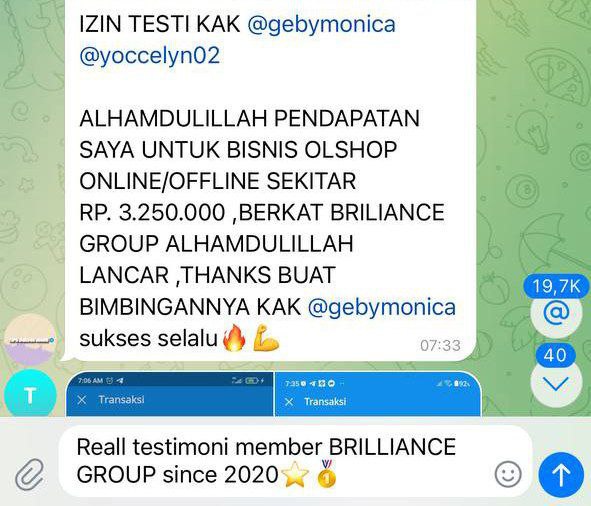 IZIN TESTI KAK @gebymonica
@yoccelyn02
ALHAMDULILLAH PENDAPATAN
SAYA UNTUK BISNIS OLSHOP
ONLINE/OFFLINE SEKITAR
RP. 3.250.000 ,BERKAT BRILIANCE
GROUP ALHAMDULILLAH
LANCAR ,THANKS BUAT
BIMBINGANNYA KAK @gebymonica
sukses selalu🔥💪
07:33
19,7K
@
40
T
7:06 AM
Transaksi
7:35
92%
Transaksi
Reall testimoni member BRILLIANCE
GROUP since 2020⭐🏅